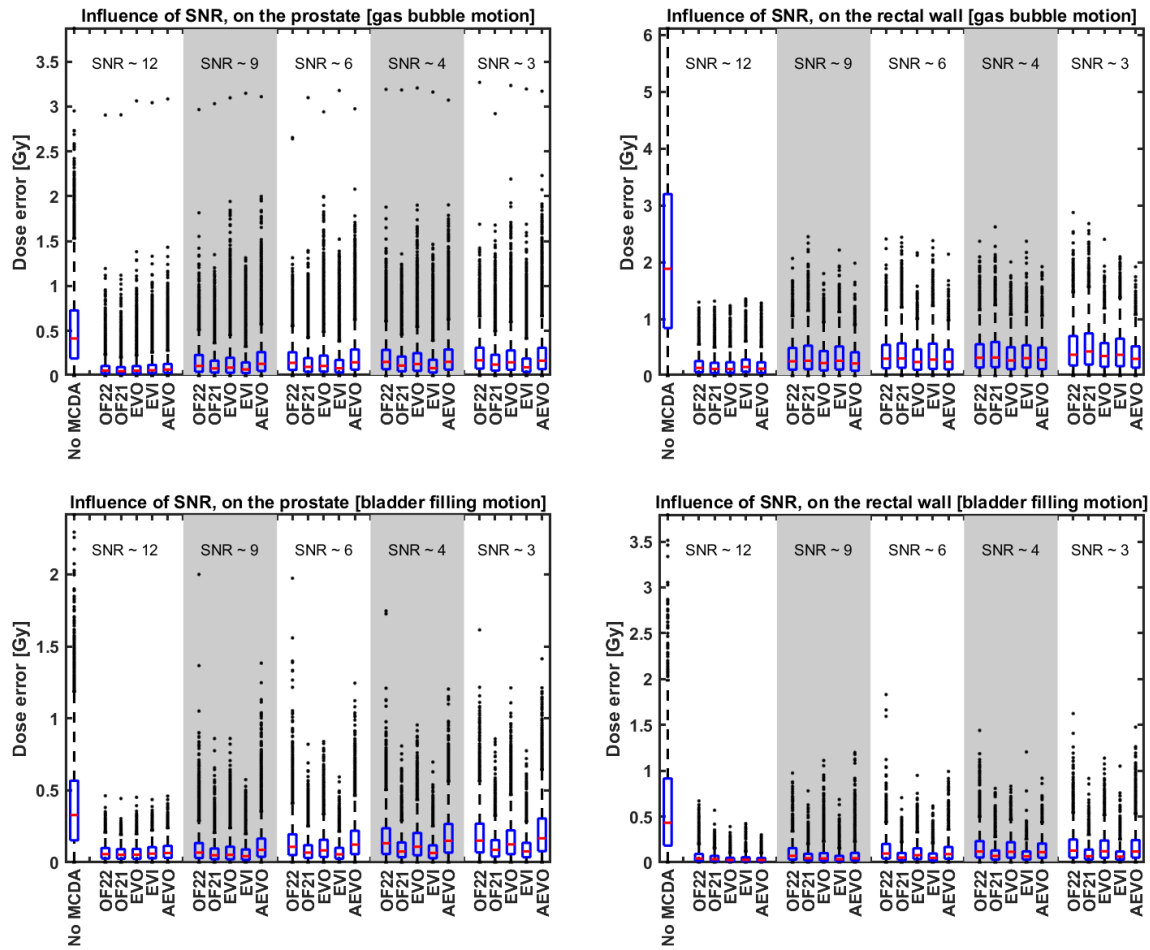 Influence of SNR, on the prostate [gas bubble motion]
Dose error [Gy]
3.5
3
2.5
2
1.5
1
0.5
0
SNR ~ 12
SNR ~ 9
SNR ~ 6
SNR ~ 4
SNR ~ 3
No MCDA
OF22
OF21
EVO
EVI
AEVO
OF22
OF21
EVO
EVI
AEVO
OF22
OF21
EVO
EVI
AEVO
OF22
OF21
EVO
EVI
AEVO
OF22
OF21
EVO
EVI
AEVO
Influence of SNR, on the rectal wall [gas bubble motion]
Dose error [Gy]
6
5
4
3
2
1
0
SNR ~ 12
SNR ~ 9
SNR ~ 6
SNR ~ 4
SNR ~ 3
No MCDA
OF22
OF21
EVO
EVI
AEVO
OF22
OF21
EVO
EVI
AEVO
OF22
OF21
EVO
EVI
AEVO
OF22
OF21
EVO
EVI
AEVO
OF22
OF21
EVO
EVI
AEVO
Influence of SNR, on the prostate [bladder filling motion]
Dose error [Gy]
2
1.5
1
0.5
0
SNR ~ 12
SNR ~ 9
SNR ~ 6
SNR ~ 4
SNR ~ 3
No MCDA
OF22
OF21
EVO
EVI
AEVO
OF22
OF21
EVO
EVI
AEVO
OF22
OF21
EVO
EVI
AEVO
OF22
OF21
EVO
EVI
AEVO
OF22
OF21
EVO
EVI
AEVO
Influence of SNR, on the rectal wall [bladder filling motion]
Dose error [Gy]
3.5
3
2.5
2
1.5
1
0.5
0
SNR ~ 12
SNR ~ 9
SNR ~ 6
SNR ~ 4
SNR ~ 3
No MCDA
OF22
OF21
EVO
EVI
AEVO
OF22
OF21
EVO
EVI
AEVO
OF22
OF21
EVO
EVI
AEVO
OF22
OF21
EVO
EVI
AEVO
OF22
OF21
EVO
EVI
AEVO